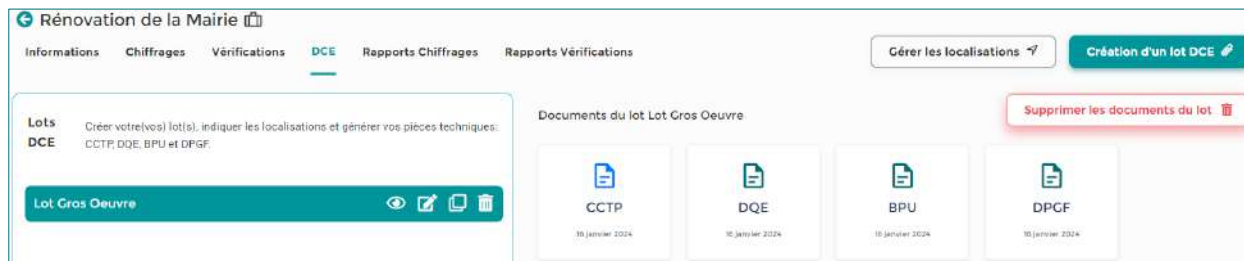 Rénovation de la Mairie
Informations Chiffrages Vérifications DCE Rapports Chiffrages Rapports Vérifications
Gérer les localisations
Création d'un lot DCE
Lots DCE
Créer votre(vos) lot(s), indiquer les localisations et générer vos pièces techniques:
CCTP, DQE, BPU et DPGF.
Lot Gros Oeuvre
Documents du lot Lot Gros Oeuvre
Supprimer les documents du lot
CCTP
16 janvier 2024
DQE
16 janvier 2024
BPU
16 janvier 2024
DPGF
16 janvier 2024